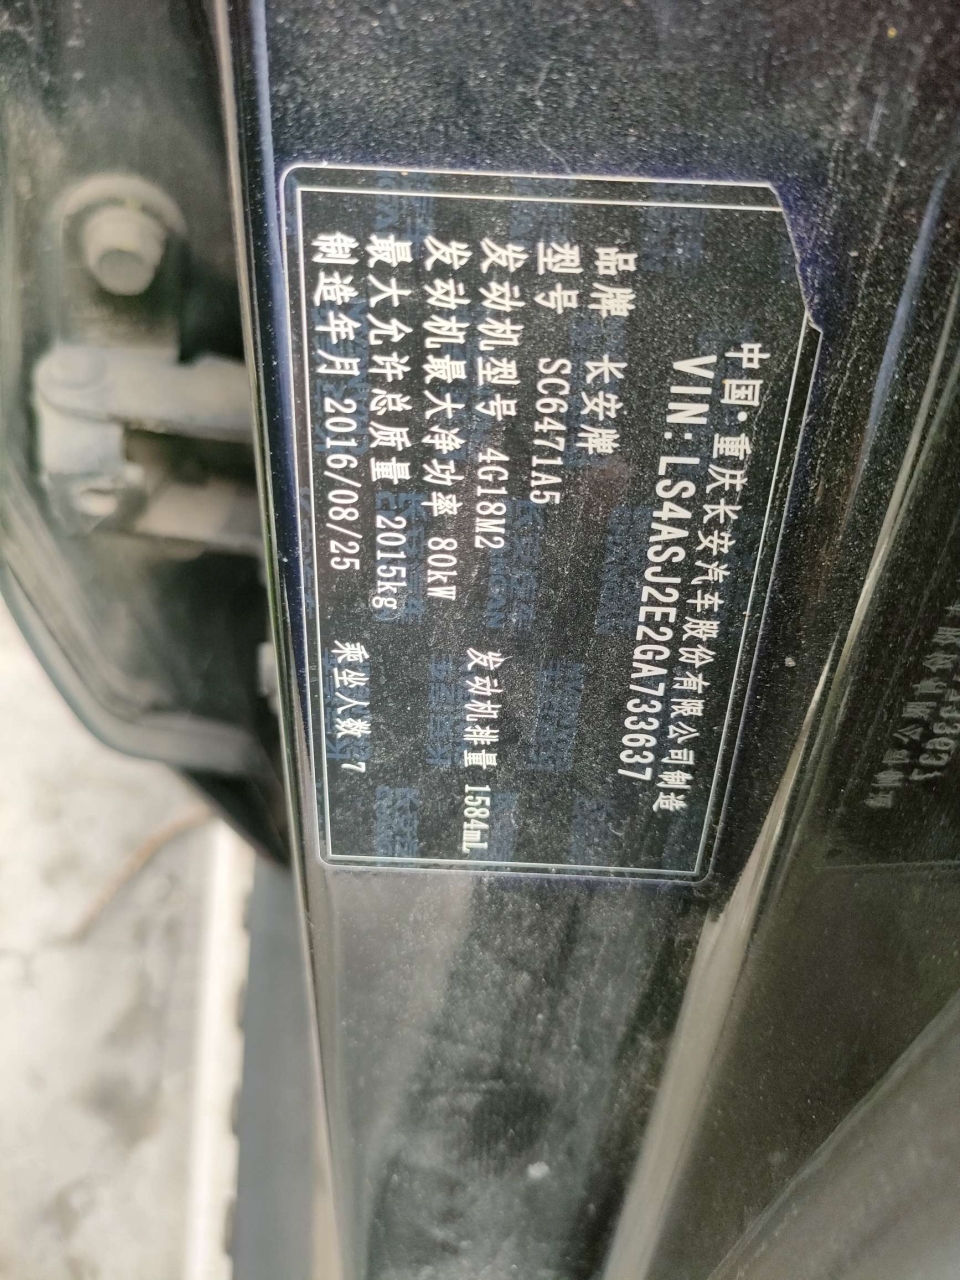 中国·重庆长安汽车股份有限公司制造
VIN: LS4ASJ2E2GA733637
品牌 长安牌
型号 SC6471A5
发动机型号 4G18M2 发动机排量 1584mL
发动机最大净功率 80kW
最大允许总质量 2015kg
制造年月 2016/08/25 乘坐人数 7